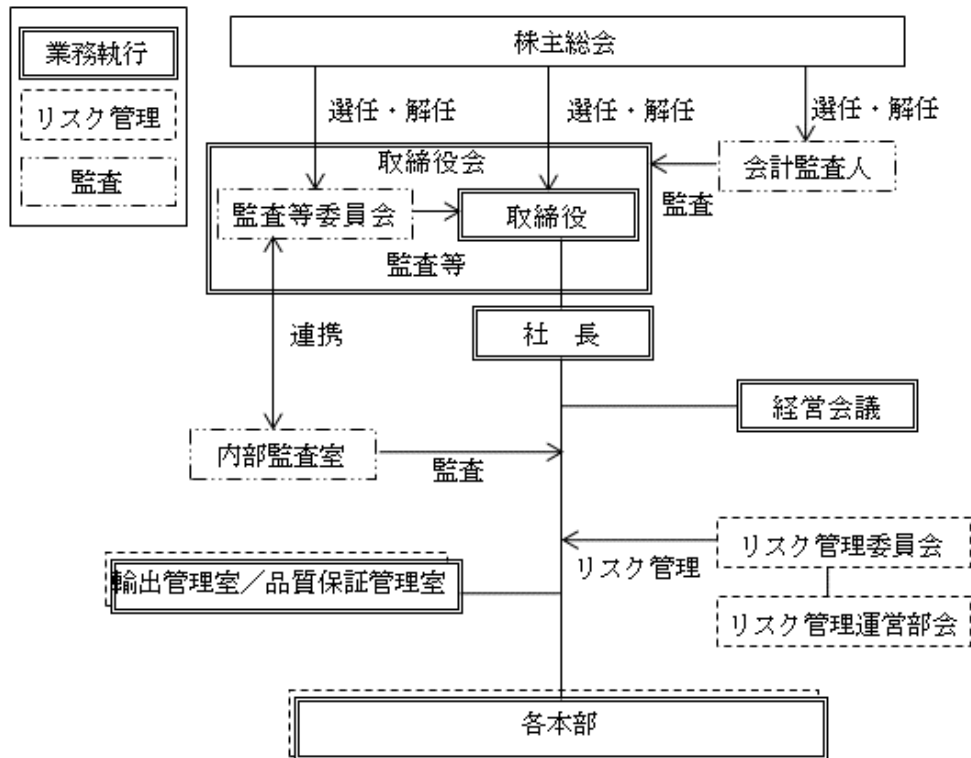 業務執行
リスク管理
監査
株主総会
選任・解任
選任・解任
選任・解任
取締役会
会計監査人
監査
監査等委員会
取締役
監査等
社　長
連携
経営会議
内部監査室
監査
リスク管理委員会
リスク管理
輸出管理室／品質保証管理室
リスク管理運営部会
各本部